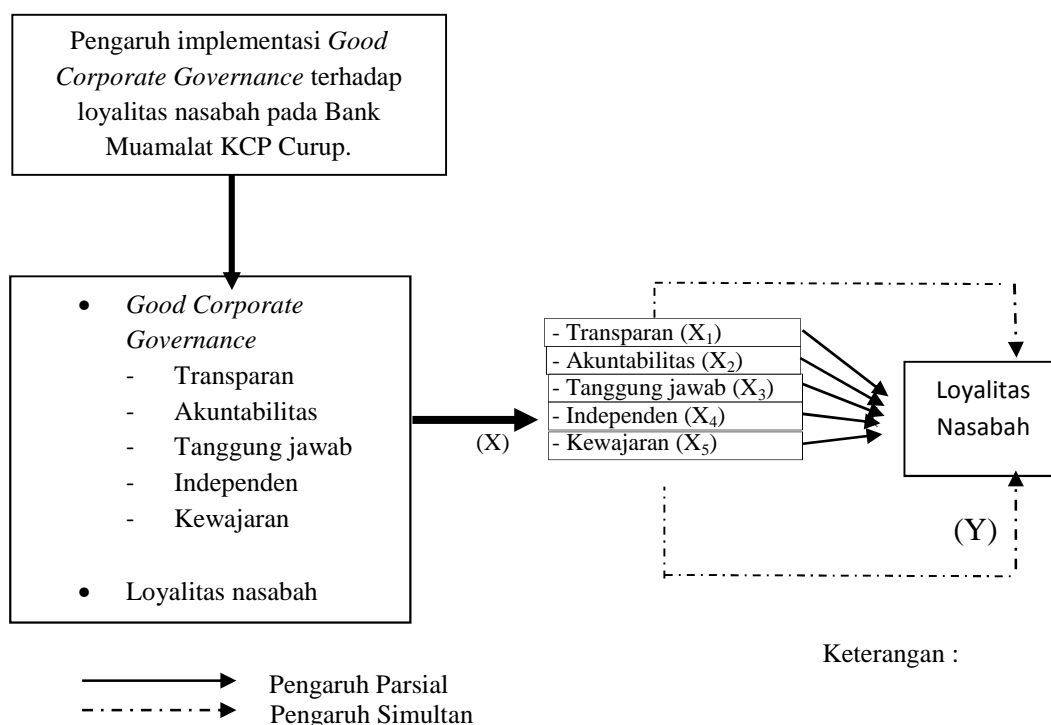 Pengaruh implementasi Good
Corporate Governance terhadap
loyalitas nasabah pada Bank
Muamalat KCP Curup.
• Good Corporate
Governance
- Transparan
- Akuntabilitas
- Tanggung jawab
- Independen
- Kewajaran
• Loyalitas nasabah
(X)
- Transparan (X₁)
- Akuntabilitas (X₂)
- Tanggung jawab (X₃)
- Independen (X₄)
- Kewajaran (X₅)
Loyalitas
Nasabah
(Y)
Keterangan :
Pengaruh Parsial
Pengaruh Simultan